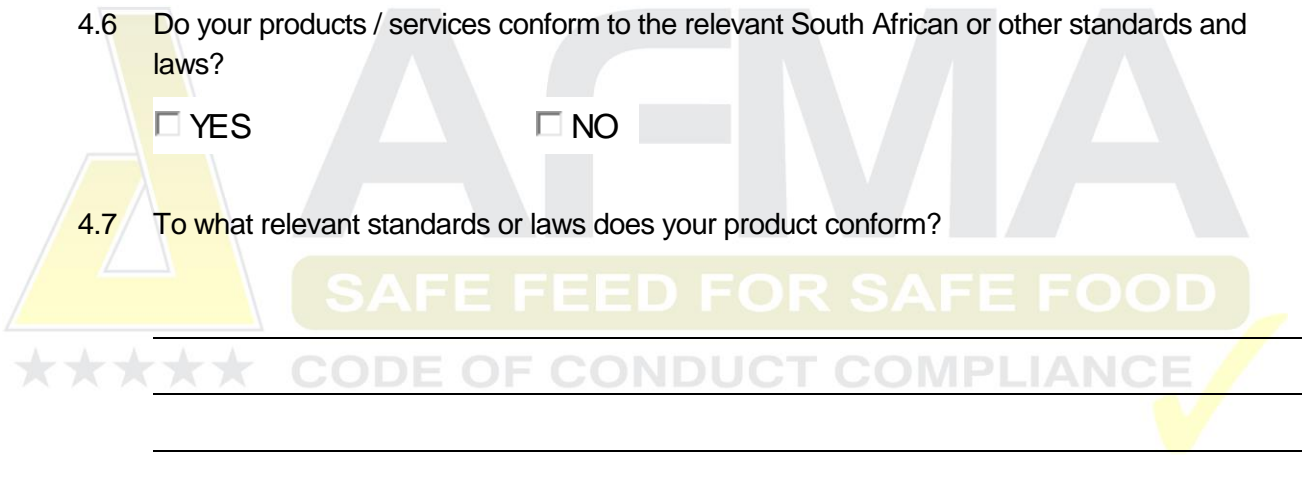 4.6 Do your products / services conform to the relevant South African or other standards and
laws?
YES NO
AFMA
4.7 To what relevant standards or laws does your product conform?
SAFE FEED FOR SAFE FOOD
CODE OF CONDUCT COMPLIANCE